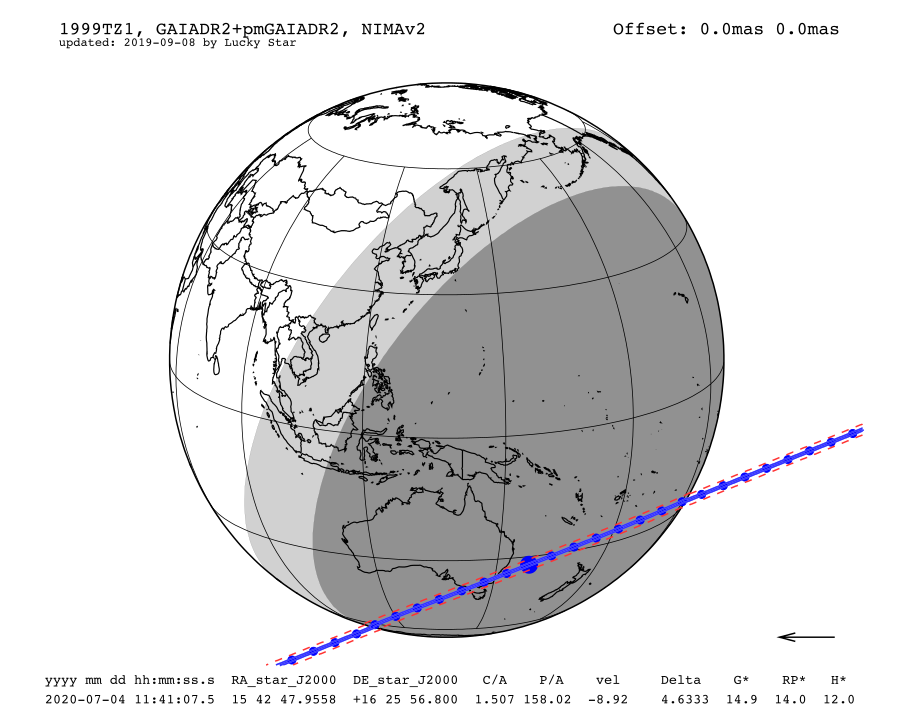 1999TZ1, GAIADR2+pmGAIADR2, NIMAv2 Offset: 0.0mas 0.0mas
updated: 2019-09-08 by Lucky Star
yyyy mm dd hh:mm:ss.s RA_star_J2000 DE_star_J2000 C/A P/A vel Delta G* RP* H*
2020-07-04 11:41:07.5 15 42 47.9558 +16 25 56.800 1.507 158.02 -8.92 4.6333 14.9 14.0 12.0